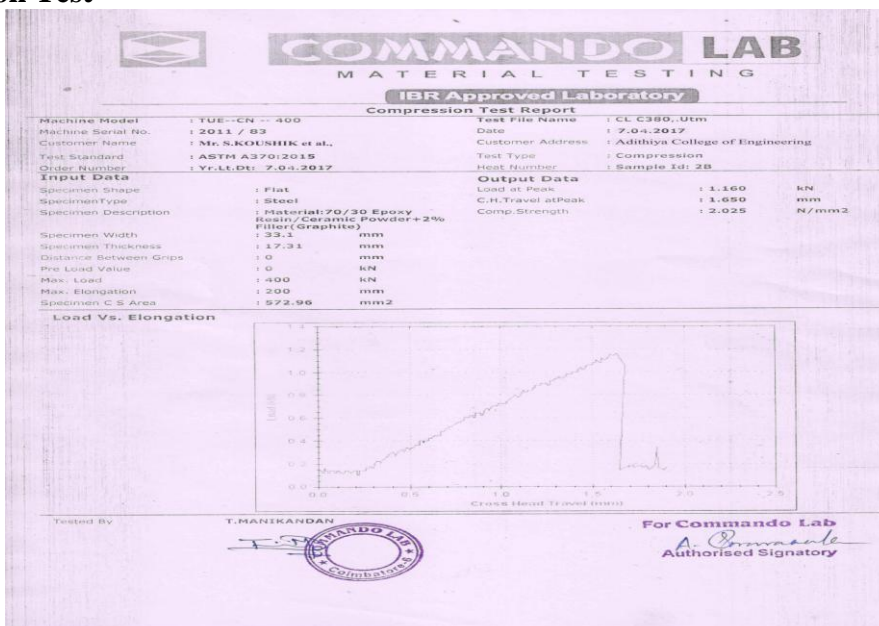 on Test
COMMANDO LAB
MATERIAL TESTING
IBR Approved Laboratory
Compression Test Report
Machine Model : TUE--CN -- 400
Test File Name : CL C380,.Utm
Machine Serial No. : 2011 / 83
Date : 7.04.2017
Customer Name : Mr. S.KOUSHIK et al.,
Customer Address : Adithiya College of Engineering
Test Standard : ASTM A370:2015
Test Type : Compression
Order Number : Yr.Lt.Dt: 7.04.2017
Heat Number : Sample Id: 2B
Input Data
Output Data
Specimen Shape : Flat
Load at Peak : 1.160 kN
SpecimenType : Steel
C.H.Travel atPeak : 1.650 mm
Specimen Description : Material:70/30 Epoxy
Resin/Ceramic Powder+2%
Filler(Graphite)
Comp.Strength : 2.025 N/mm2
Specimen Width : 33.1 mm
Specimen Thickness : 17.31 mm
Distance Between Grips : 0 mm
Pre Load Value : 0 kN
Max. Load : 400 kN
Max. Elongation : 200 mm
Specimen C S Area : 572.96 mm2
Load Vs. Elongation
1.4
1.2
1.0
0.8
0.6
0.4
0.2
0.0
0.0 0.5 1.0 1.5 2.0 2.5
Cross Head Travel (mm)
Tested By T.MANIKANDAN
COMMANDO LAB
Coimbatore-6
For Commando Lab
Authorised Signatory